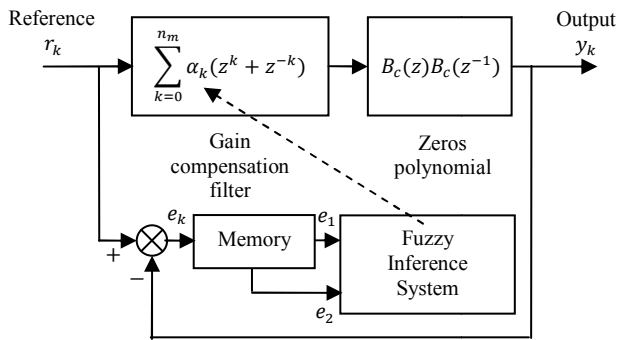 Reference
r_k
n_m
∑ α_k(z^k + z^{-k})
k=0
B_c(z)B_c(z^{-1})
Output
y_k
Gain
compensation
filter
Zeros
polynomial
e_k
Memory
e_1
e_2
Fuzzy
Inference
System
+
−